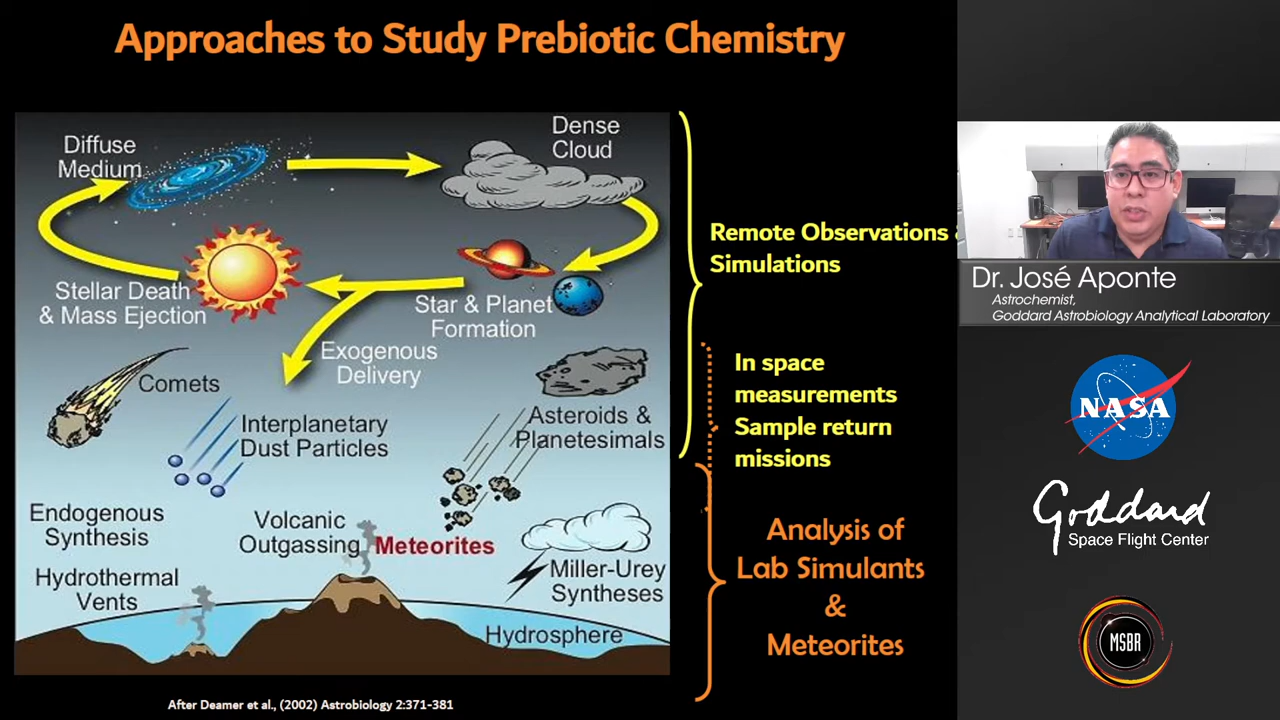 Approaches to Study Prebiotic Chemistry
Diffuse
Medium
Dense
Cloud
Stellar Death
& Mass Ejection
Star & Planet
Formation
Exogenous
Delivery
Comets
Interplanetary
Dust Particles
Asteroids &
Planetesimals
Endogenous
Synthesis
Volcanic
Outgassing
Meteorites
Hydrothermal
Vents
Miller-Urey
Syntheses
Hydrosphere
After Deamer et al., (2002) Astrobiology 2:371-381
Remote Observations
Simulations
In space
measurements
Sample return
missions
Analysis of
Lab Simulants
&
Meteorites
Dr. José Aponte
Astrochemist,
Goddard Astrobiology Analytical Laboratory
NASA
Goddard
Space Flight Center
MSBR